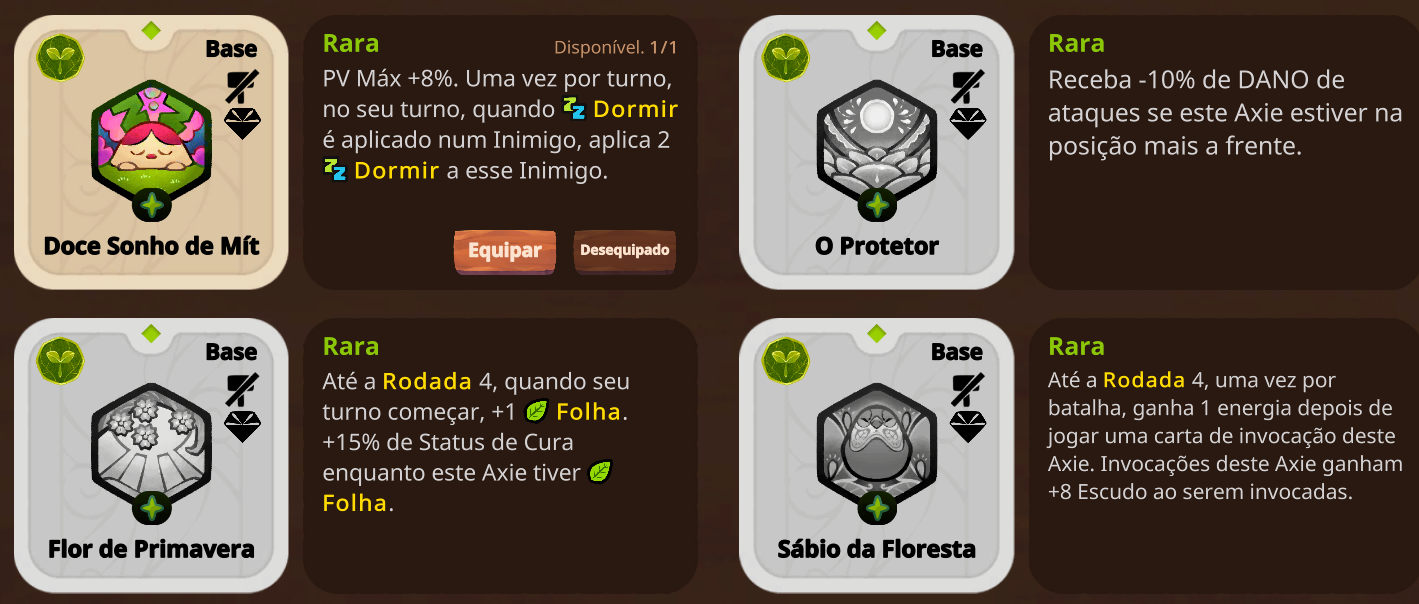 Base
Doce Sonho de Mít
Rara
Disponível. 1/1
PV Máx +8%. Uma vez por turno,
no seu turno, quando Dormir
é aplicado num Inimigo, aplica 2
Dormir a esse Inimigo.
Equipar
Desequipado
Base
O Protetor
Rara
Receba -10% de DANO de
ataques se este Axie estiver na
posição mais a frente.
Base
Flor de Primavera
Rara
Até a Rodada 4, quando seu
turno começar, +1 Folha.
+15% de Status de Cura
enquanto este Axie tiver
Folha.
Base
Sábio da Floresta
Rara
Até a Rodada 4, uma vez por
batalha, ganha 1 energia depois de
jogar uma carta de invocação deste
Axie. Invocações deste Axie ganham
+8 Escudo ao serem invocadas.